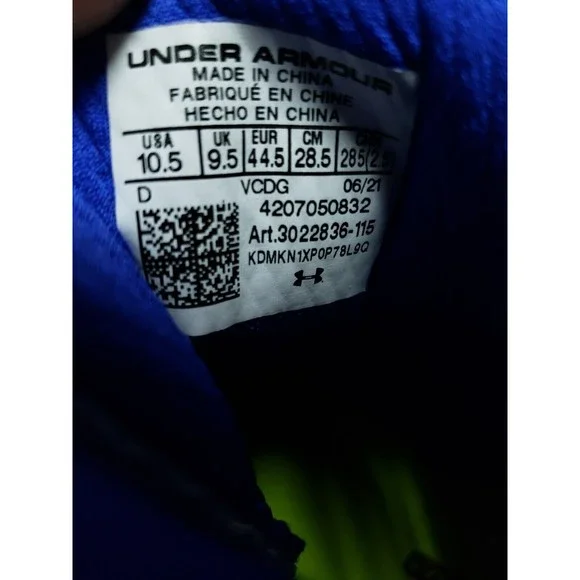 UNDER ARMOUR
MADE IN CHINA
FABRIQUÉ EN CHINE
HECHO EN CHINA
USA UK EUR CM
10.5 9.5 44.5 28.5
D VCDG 06/21
4207050832
Art.3022836-115
KDMKN1XP0P78L9Q